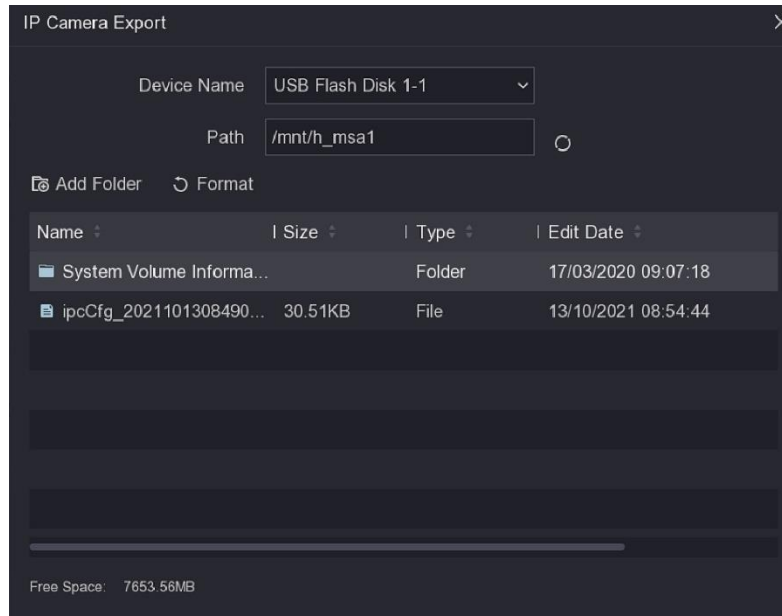 IP Camera Export
Device Name USB Flash Disk 1-1
Path /mnt/h_msa1
Add Folder Format
Name Size Type Edit Date
System Volume Informa... Folder 17/03/2020 09:07:18
ipcCfg_2021101308490... 30.51KB File 13/10/2021 08:54:44
Free Space: 7653.56MB